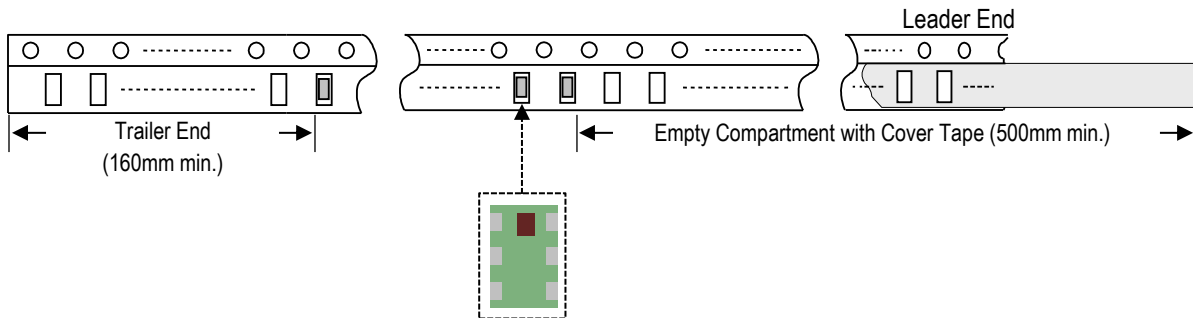 Leader End
Trailer End
(160mm min.)
Empty Compartment with Cover Tape (500mm min.)